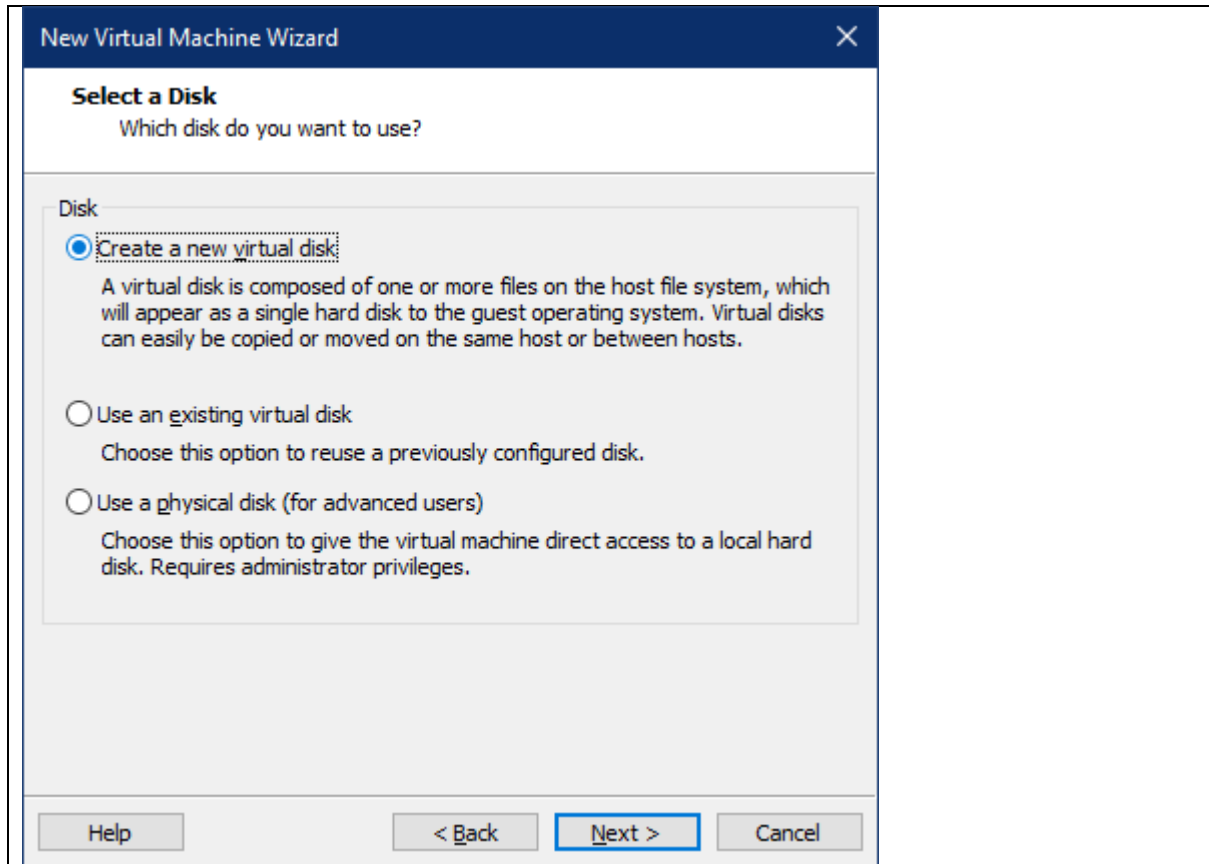 New Virtual Machine Wizard
Select a Disk
Which disk do you want to use?
Disk
Create a new virtual disk
A virtual disk is composed of one or more files on the host file system, which
will appear as a single hard disk to the guest operating system. Virtual disks
can easily be copied or moved on the same host or between hosts.
Use an existing virtual disk
Choose this option to reuse a previously configured disk.
Use a physical disk (for advanced users)
Choose this option to give the virtual machine direct access to a local hard
disk. Requires administrator privileges.
Help
< Back
Next >
Cancel